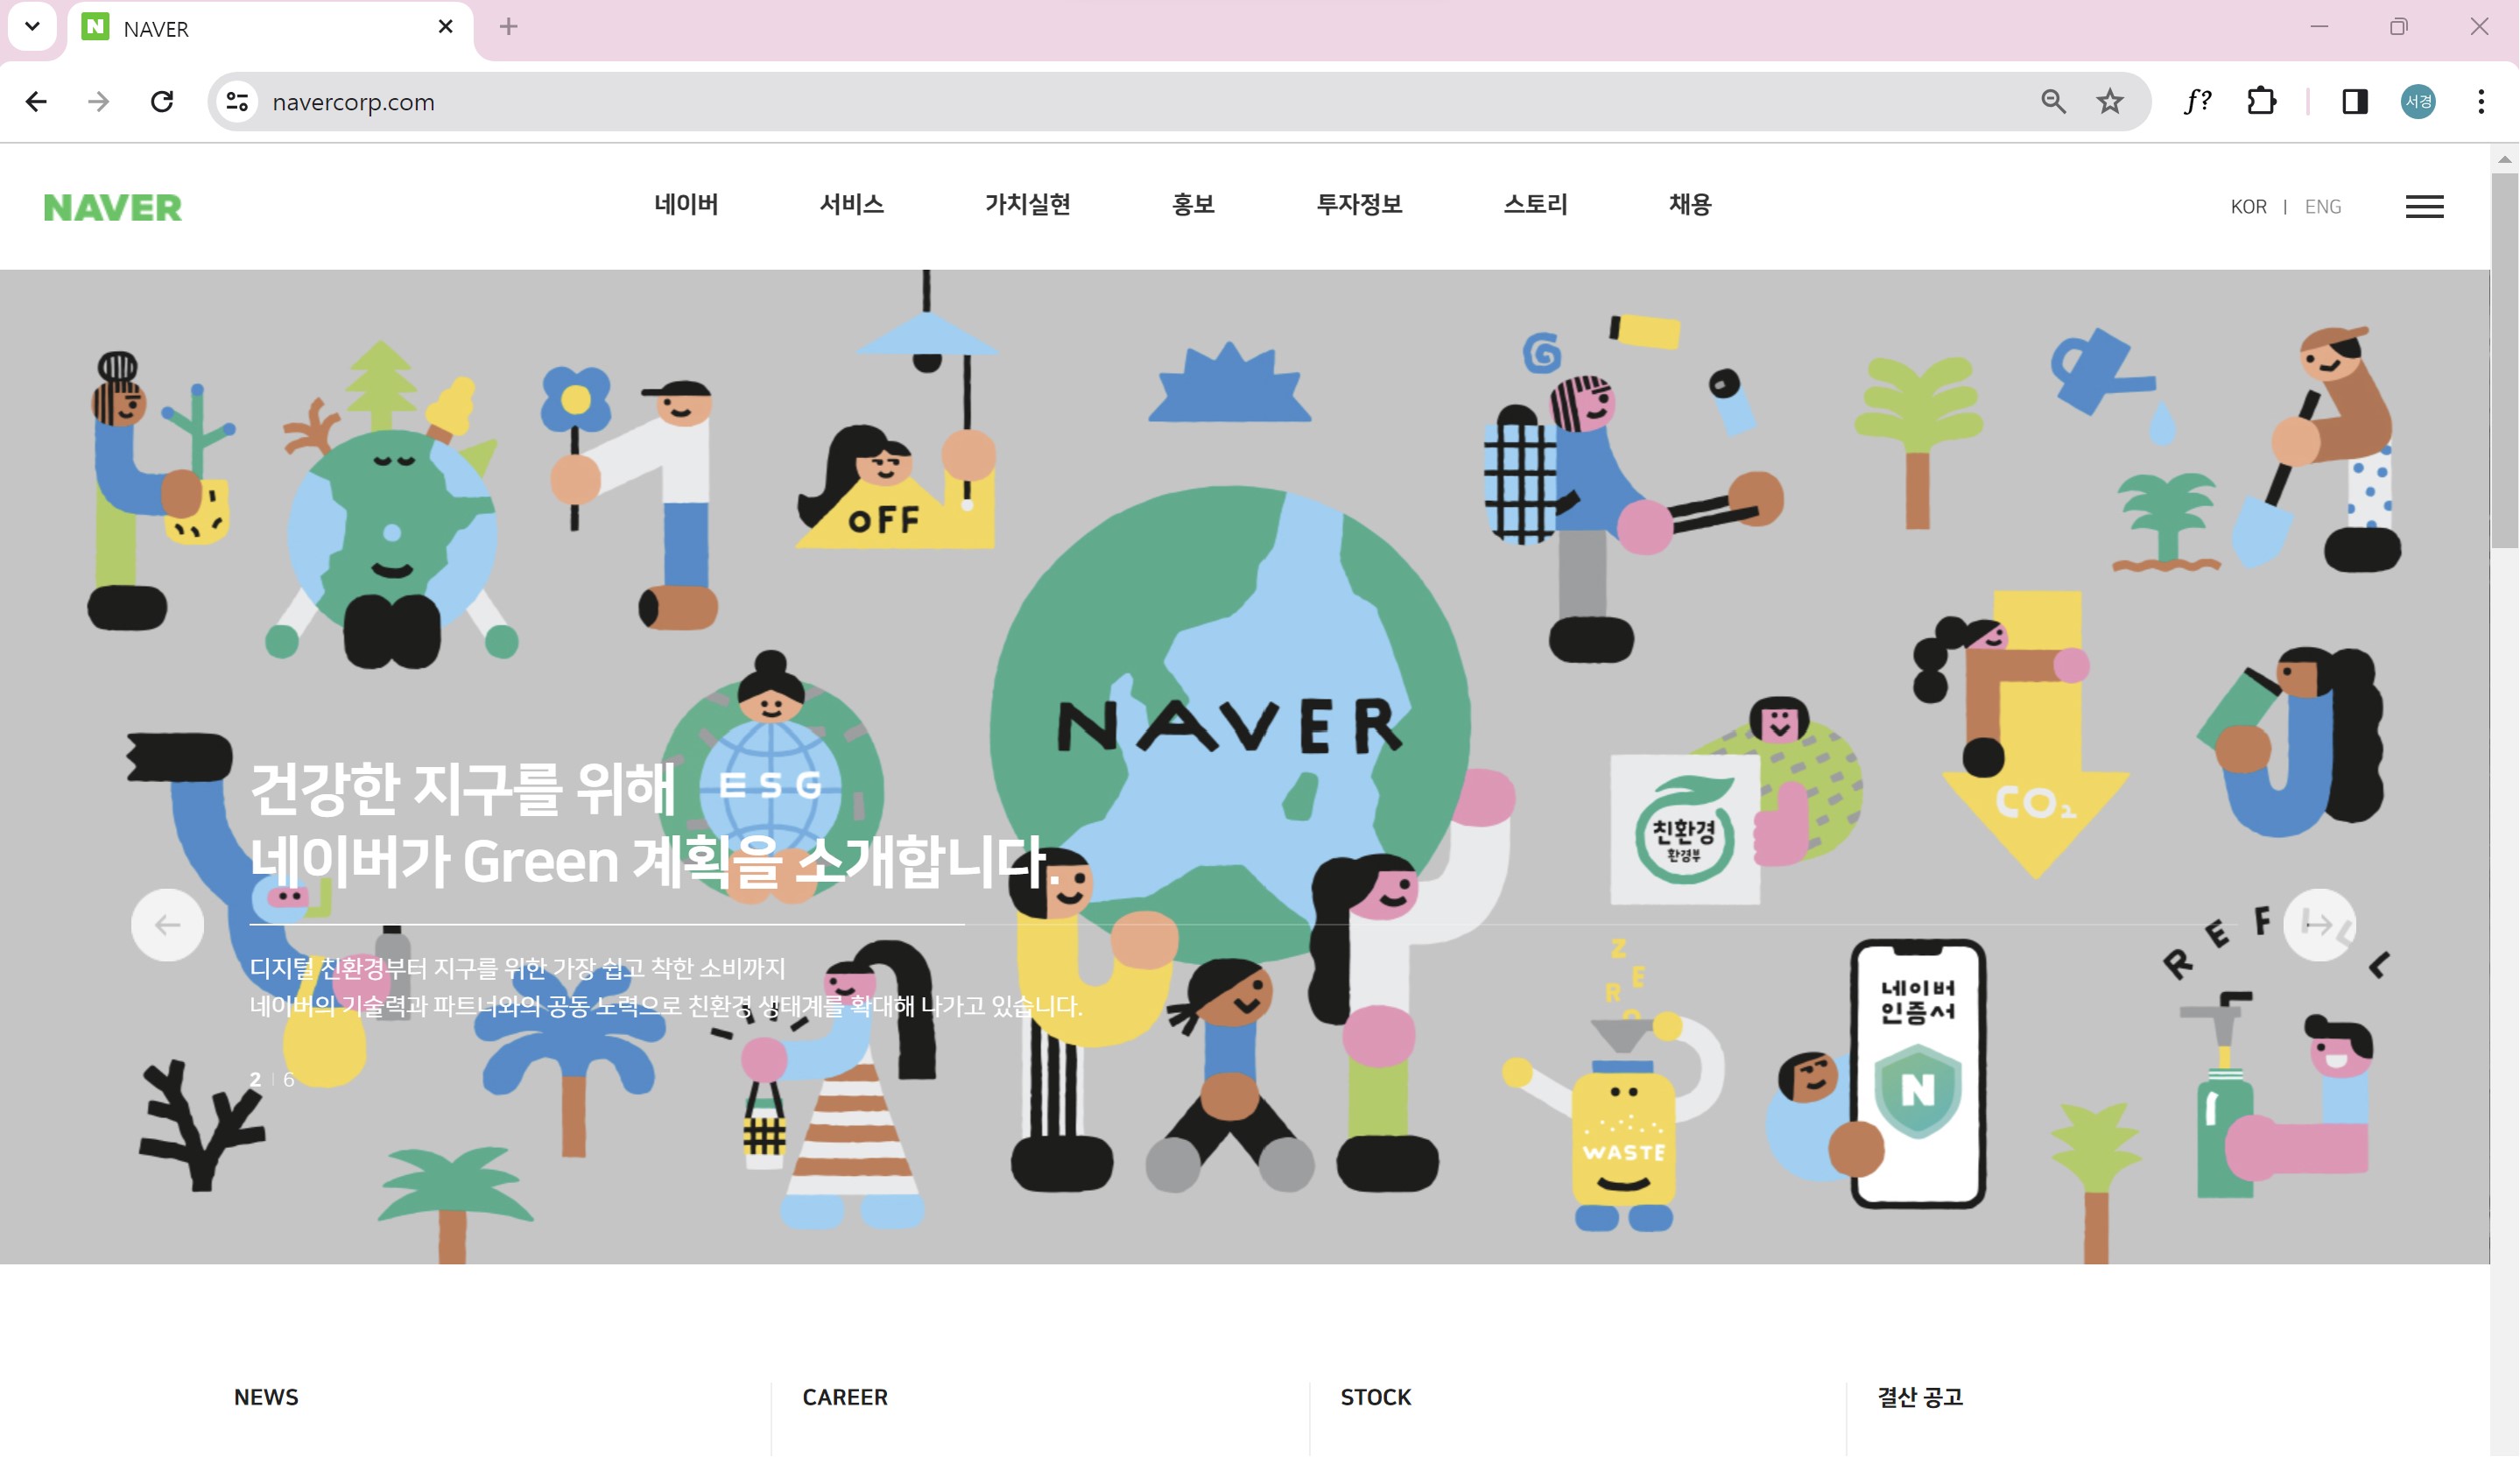 NAVER
navercorp.com
서경
NAVER
네이버 서비스 가치실현 홍보 투자정보 스토리 채용
KOR | ENG
OFF
NAVER
ESG
건강한 지구를 위해
네이버가 Green 계획을 소개합니다.
디지털 친환경부터 지구를 위한 가장 쉽고 착한 소비까지
네이버의 기술력과 파트너와의 공동 노력으로 친환경 생태계를 확대해 나가고 있습니다.
2 | 6
친환경
환경부
CO₂
ZERO
WASTE
네이버
인증서
N
REFILL
NEWS
CAREER
STOCK
결산 공고